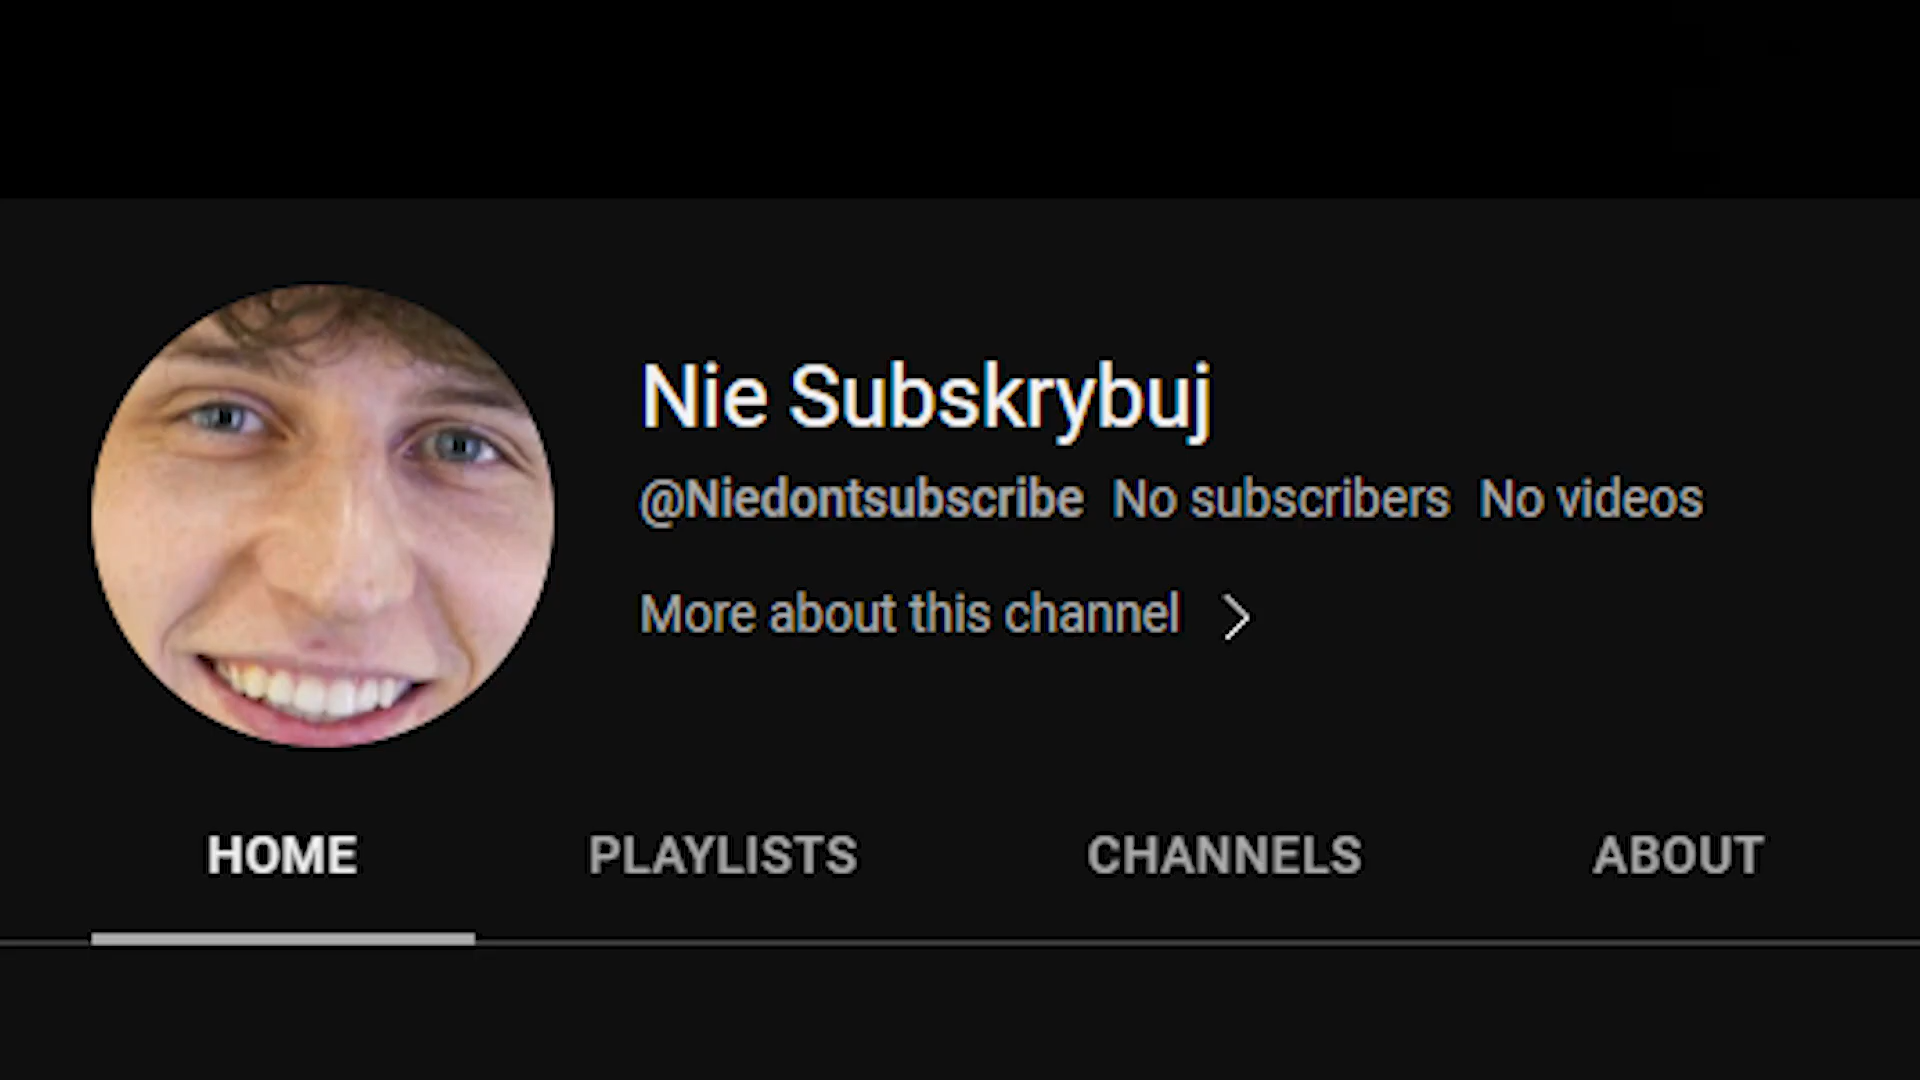 Nie Subskrybuj
@Niedontsubscribe No subscribers No videos
More about this channel
HOME PLAYLISTS CHANNELS ABOUT